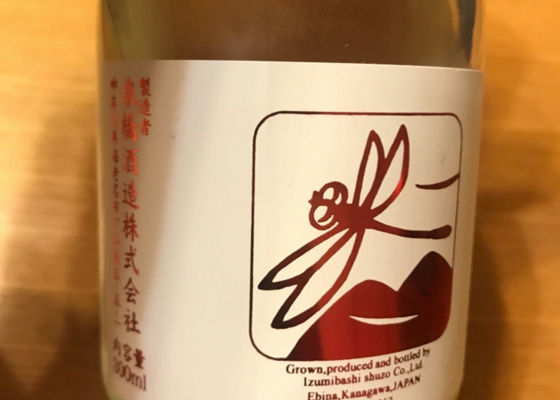 製造者
泉橋酒造株式会社
内容量
300ml
Grown,produced and bottled by
Izumibashi shuzo Co.,Ltd.
Ebina,Kanagawa,JAPAN